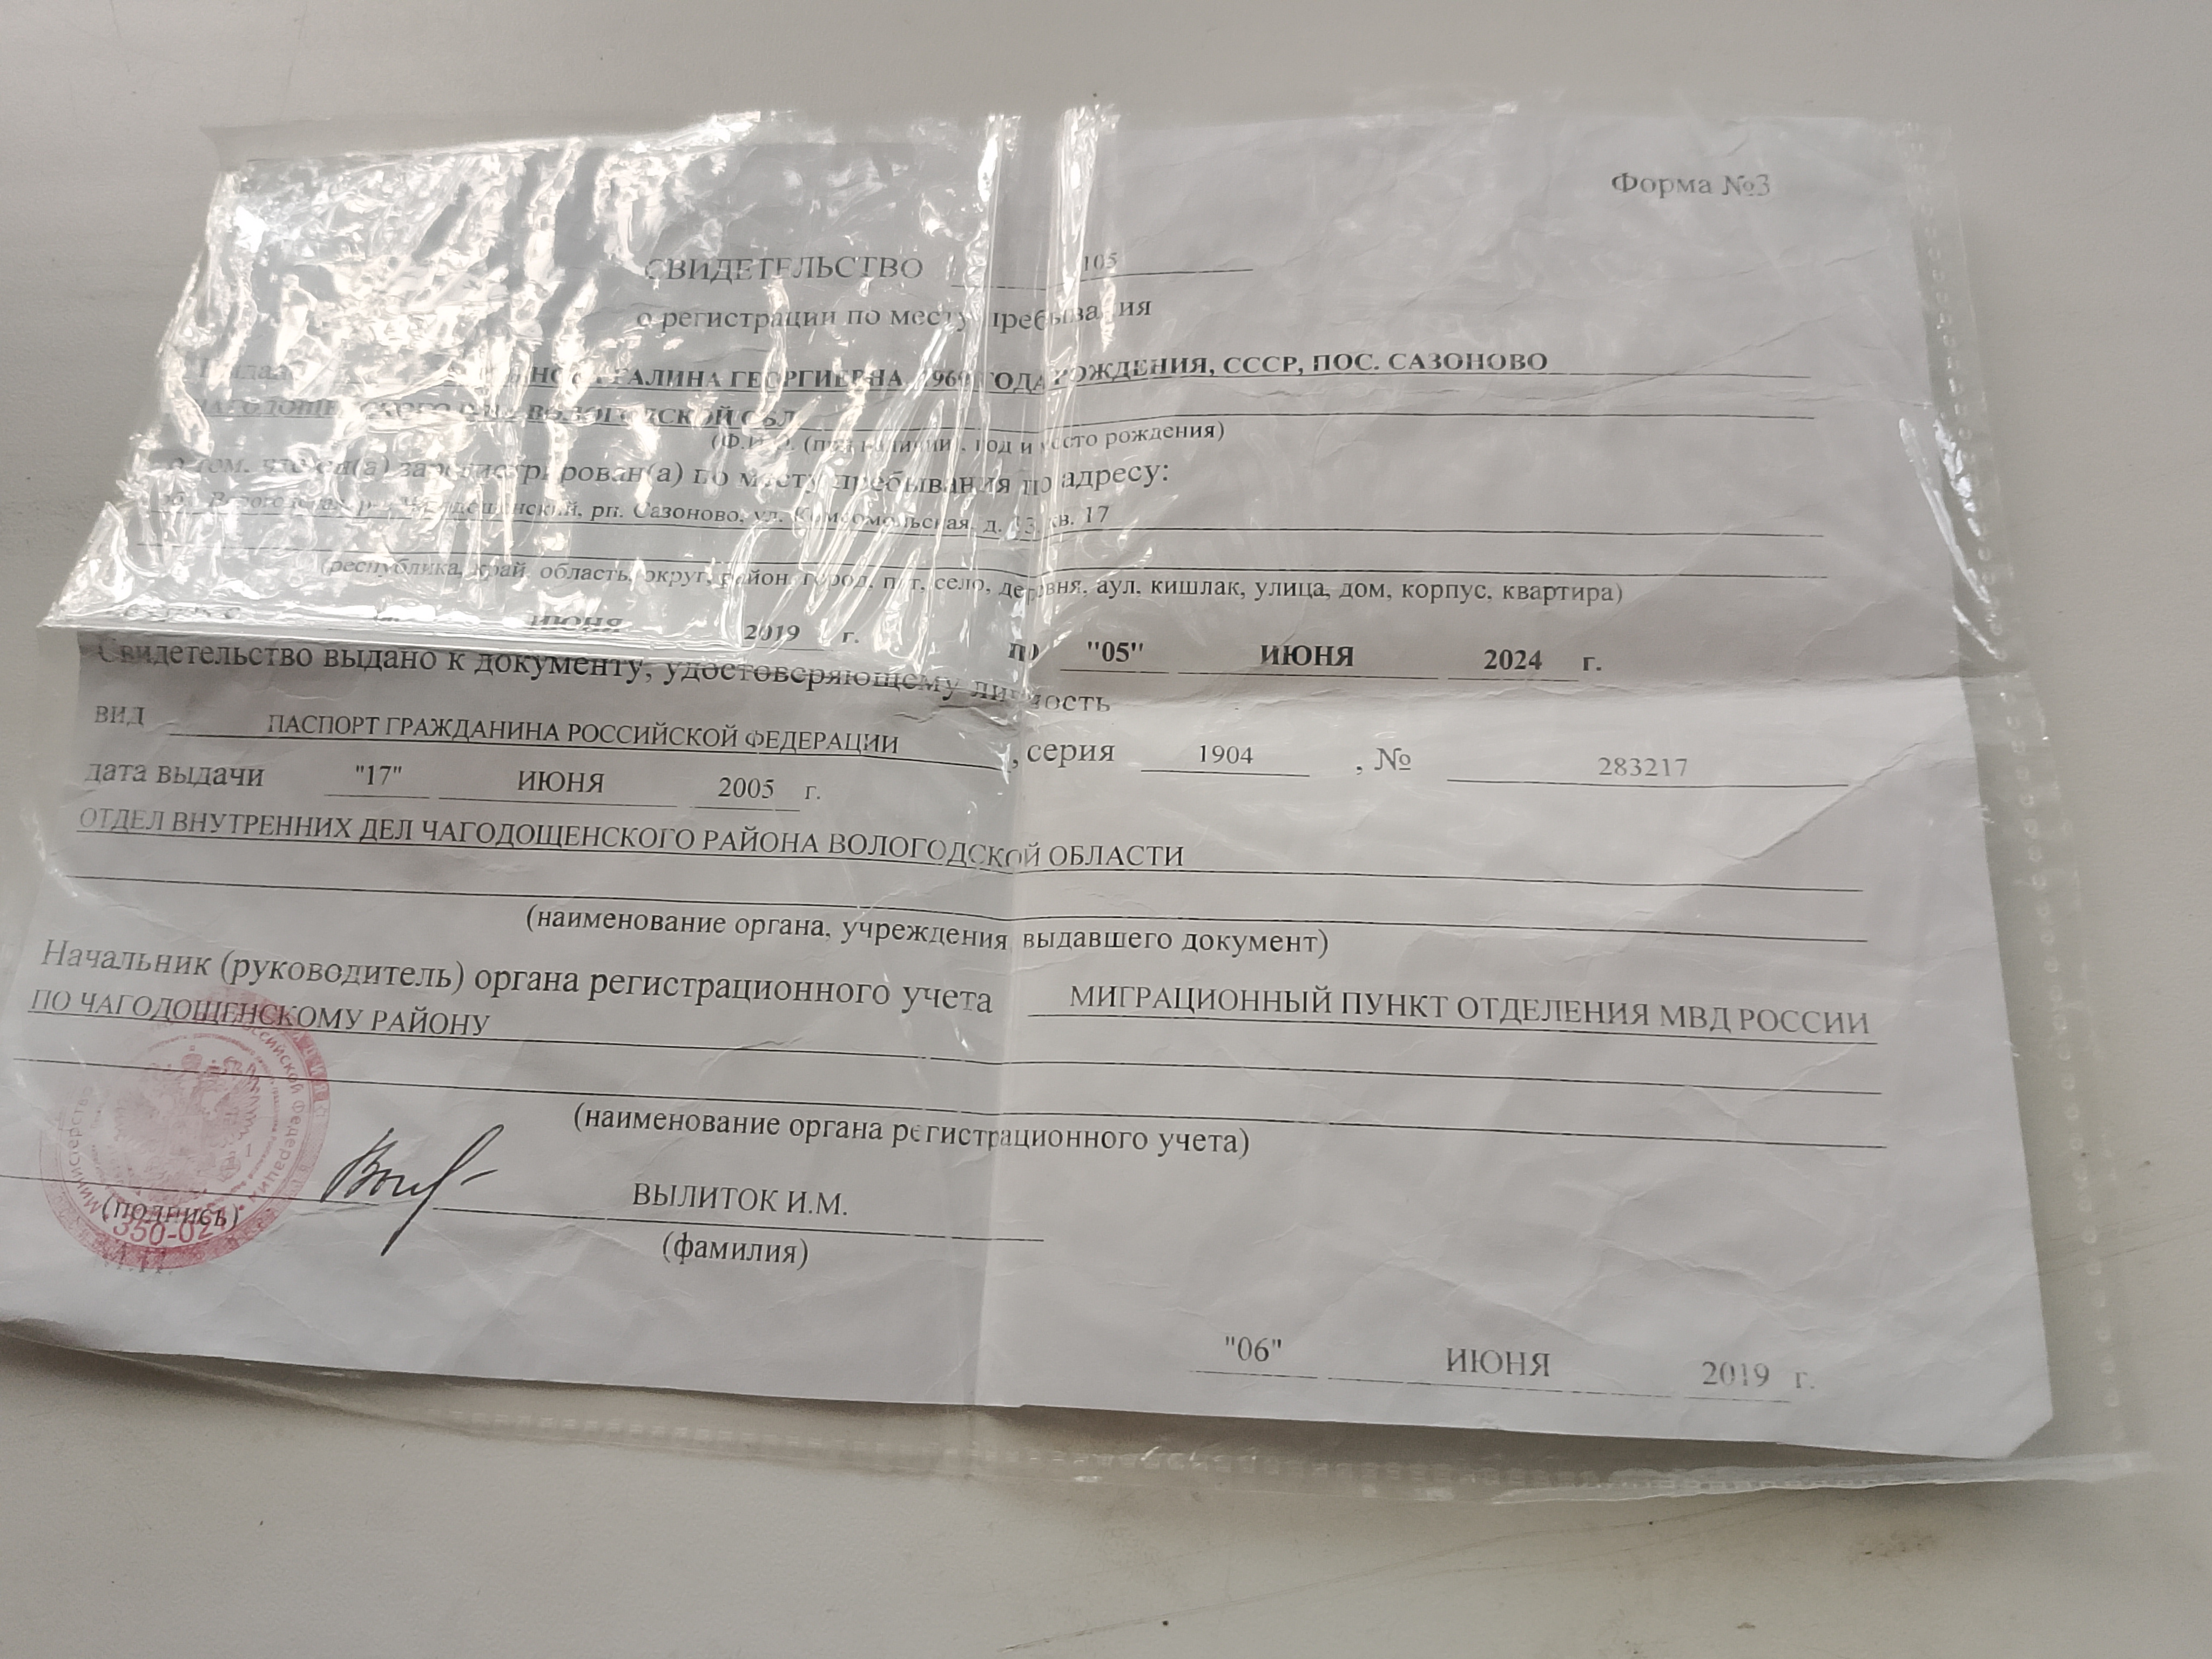 Форма №3
СВИДЕТЕЛЬСТВО 105
о регистрации по месту пребывания
ГАЛИНА ГЕОРГИЕВНА, ГОДА РОЖДЕНИЯ, СССР, ПОС. САЗОНОВО
ЧАГОДОЩЕНСКОГО ВОЛОГОДСКОЙ ОБЛ.
(Ф.И.О. (при наличии), год и место рождения)
о том, что он(а) зарегистрирован(а) по месту пребывания по адресу:
Вологодская, Чагодощенский, рп. Сазоново, ул. Комсомольская, д. кв. 17
(республика, край, область, округ, район, город, пгт, село, деревня, аул, кишлак, улица, дом, корпус, квартира)
ИЮНЯ 2019 г. по "05" ИЮНЯ 2024 г.
Свидетельство выдано к документу, удостоверяющему личность
вид ПАСПОРТ ГРАЖДАНИНА РОССИЙСКОЙ ФЕДЕРАЦИИ , серия 1904 , № 283217
дата выдачи "17" ИЮНЯ 2005 г.
ОТДЕЛ ВНУТРЕННИХ ДЕЛ ЧАГОДОЩЕНСКОГО РАЙОНА ВОЛОГОДСКОЙ ОБЛАСТИ
(наименование органа, учреждения, выдавшего документ)
Начальник (руководитель) органа регистрационного учета МИГРАЦИОННЫЙ ПУНКТ ОТДЕЛЕНИЯ МВД РОССИИ
ПО ЧАГОДОЩЕНСКОМУ РАЙОНУ
(наименование органа регистрационного учета)
ВЫЛИТОК И.М.
(подпись) (фамилия)
М.П.
"06" ИЮНЯ 2019 г.